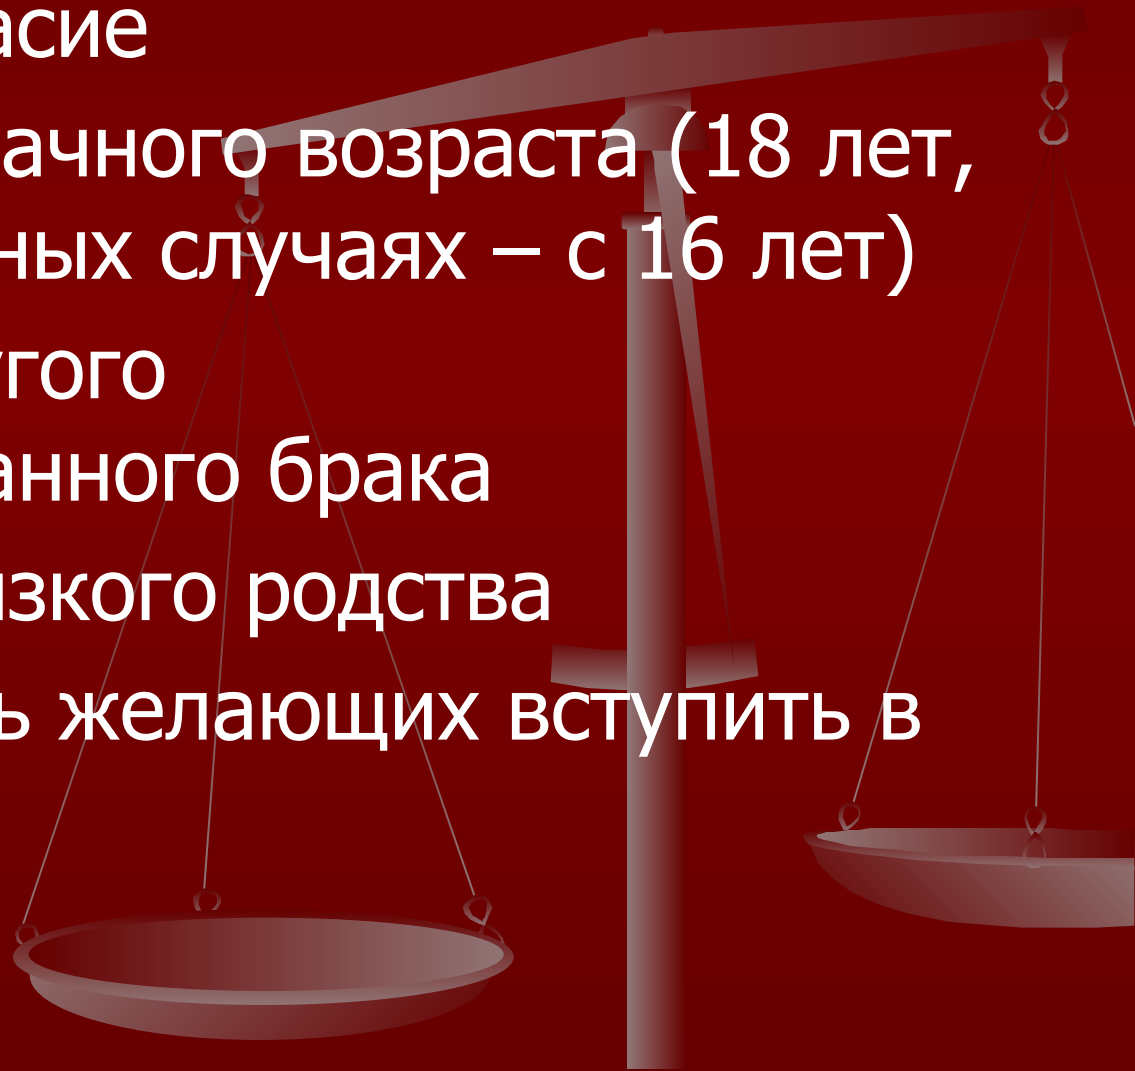 асие
ачного возраста (18 лет,
ных случаях – с 16 лет)
угого
анного брака
изкого родства
ь желающих вступить в